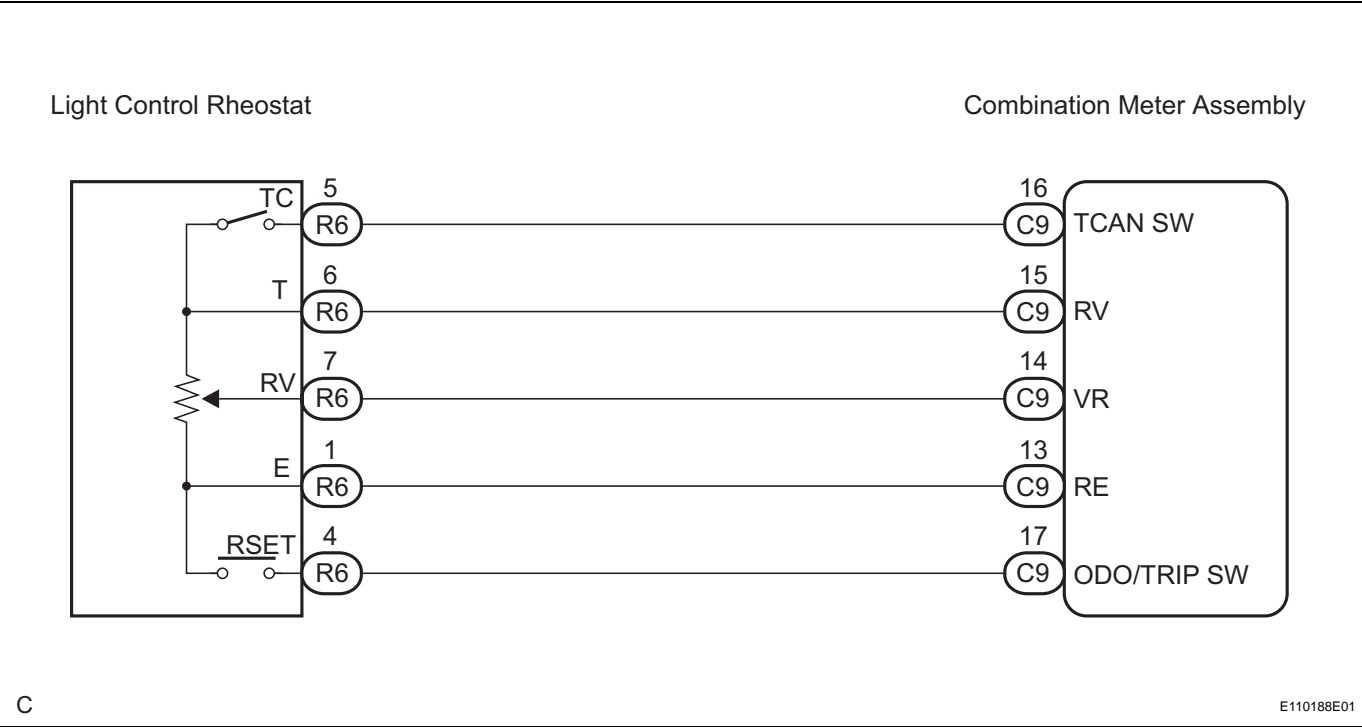 Light Control Rheostat Combination Meter Assembly
TC 5 16
R6 C9 TCAN SW
T 6 15
R6 C9 RV
RV 7 14
R6 C9 VR
E 1 13
R6 C9 RE
RSET 4 17
R6 C9 ODO/TRIP SW
C E110188E01